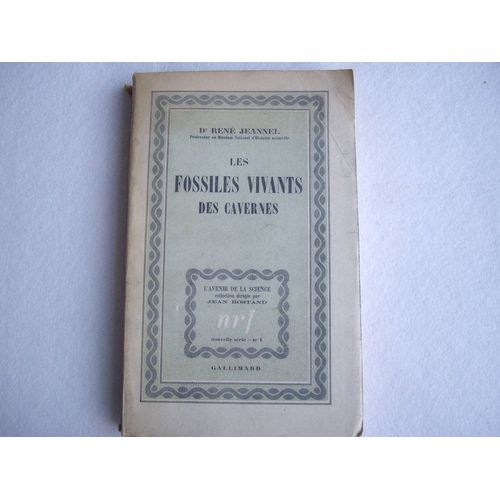 Dr RENÉ JEANNEL
Professeur au Muséum National d'Histoire naturelle
LES
FOSSILES VIVANTS
DES CAVERNES
L'AVENIR DE LA SCIENCE
collection dirigée par
JEAN ROSTAND
nrf
nouvelle série - nº 1
GALLIMARD